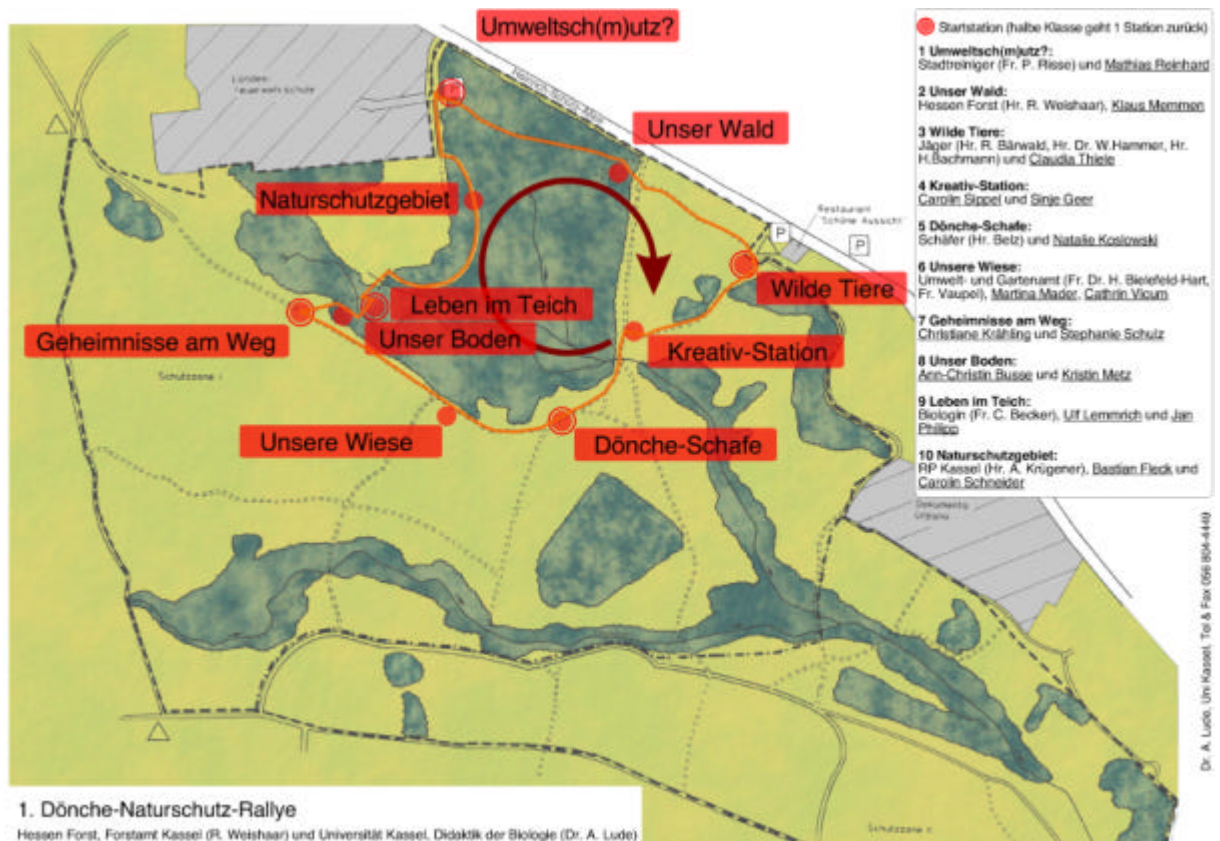 Umweltsch(m)utz?
Heinrich-Schütz-Allee
Unser Wald
Naturschutzgebiet
Restaurant
"Schöne Aussicht"
P
P
P
Wilde Tiere
Leben im Teich
Unser Boden
Geheimnisse am Weg
Kreativ-Station
Schutzzone I
Unsere Wiese
Dönche-Schafe
Schutzzone II
1. Dönche-Naturschutz-Rallye
Hessen Forst, Forstamt Kassel (R. Weishaar) und Universität Kassel, Didaktik der Biologie (Dr. A. Lude)
Startstation (halbe Klasse geht 1 Station zurück)
1 Umweltsch(m)utz?:
Stadtreiniger (Fr. P. Risse) und Mathias Reinhard
2 Unser Wald:
Hessen Forst (Hr. R. Weishaar), Klaus Memmen
3 Wilde Tiere:
Jäger (Hr. R. Bärwald, Hr. Dr. W.Hammer, Hr.
H.Bachmann) und Claudia Thiele
4 Kreativ-Station:
Carolin Sippel und Sinje Geer
5 Dönche-Schafe:
Schäfer (Hr. Belz) und Natalie Koslowski
6 Unsere Wiese:
Umwelt- und Gartenamt (Fr. Dr. H. Bielefeld-Hart,
Fr. Vaupel), Martina Mader, Cathrin Vicum
7 Geheimnisse am Weg:
Christiane Krähling und Stephanie Schulz
8 Unser Boden:
Ann-Christin Busse und Kristin Metz
9 Leben im Teich:
Biologin (Fr. C. Becker), Ulf Lemmrich und Jan
Philipp
10 Naturschutzgebiet:
RP Kassel (Hr. A. Krügener), Bastian Fleck und
Carolin Schneider
Dr. A. Lude, Uni Kassel, Tel & Fax